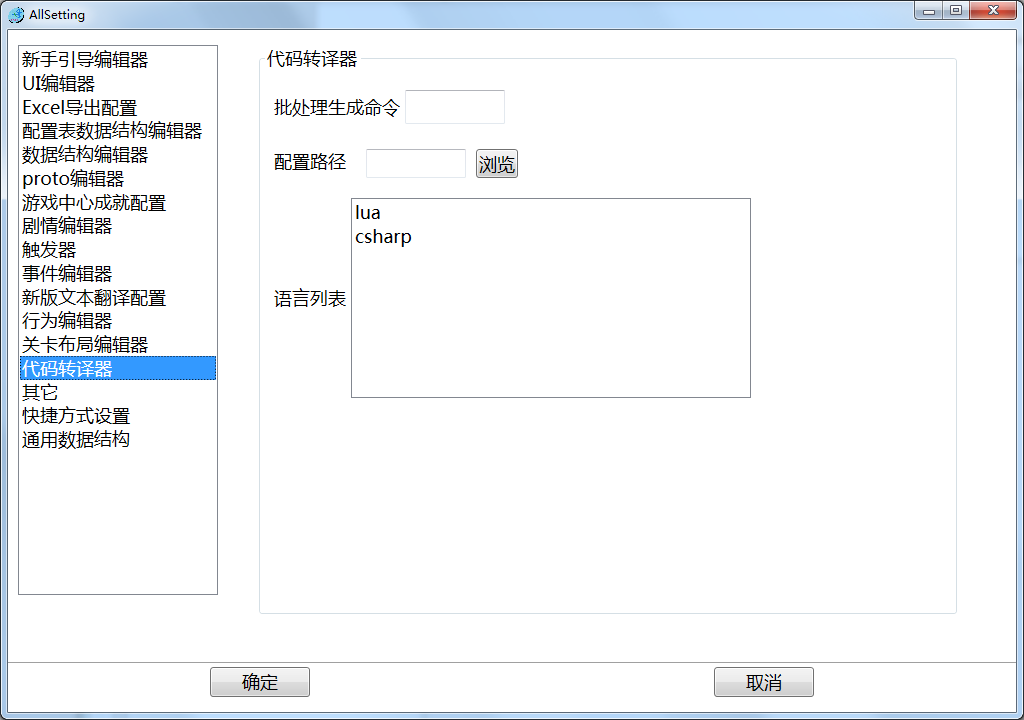 AllSetting
新手引导编辑器
UI编辑器
Excel导出配置
配置表数据结构编辑器
数据结构编辑器
proto编辑器
游戏中心成就配置
剧情编辑器
触发器
事件编辑器
新版文本翻译配置
行为编辑器
关卡布局编辑器
代码转译器
其它
快捷方式设置
通用数据结构
代码转译器
批处理生成命令
配置路径 浏览
语言列表
lua
csharp
确定 取消